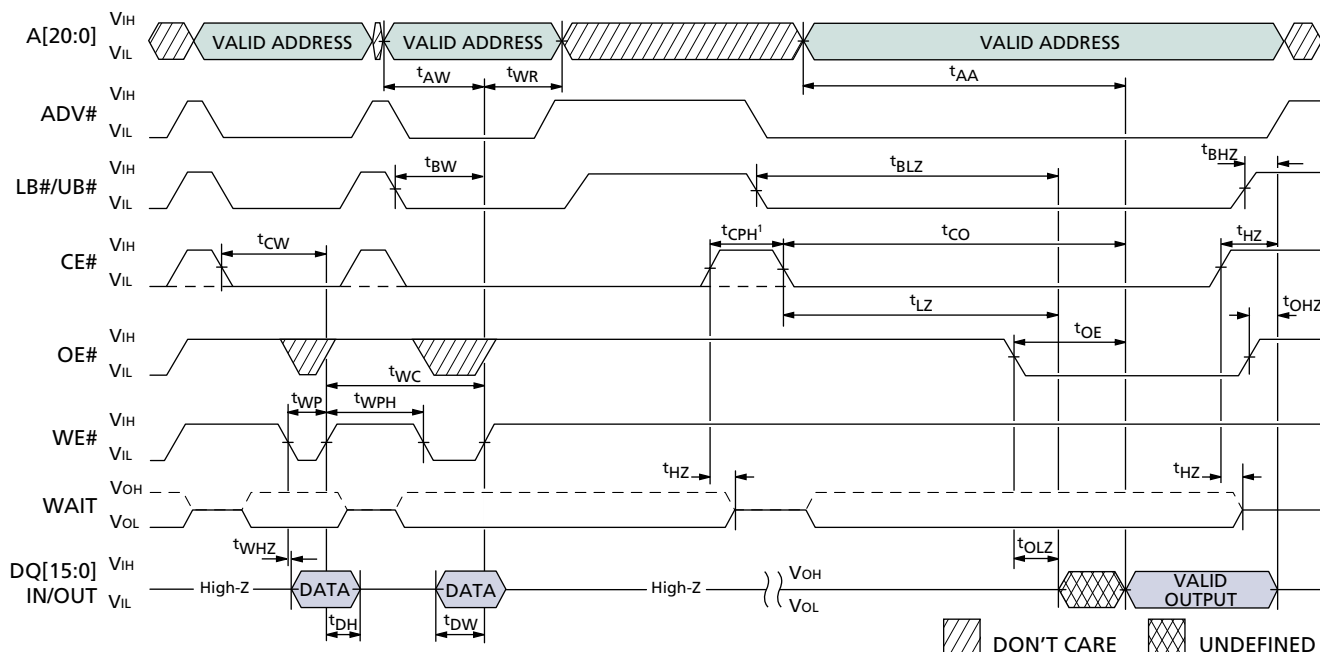 A[20:0] VIH VIL VALID ADDRESS VALID ADDRESS VALID ADDRESS
tAW tWR tAA
ADV# VIH VIL
tBHZ
LB#/UB# VIH VIL tBW tBLZ
CE# VIH VIL tCW tCPH¹ tCO tHZ
tLZ tOHZ
OE# VIH VIL tOE
tWC
tWP tWPH
WE# VIH VIL
tHZ tHZ
WAIT VOH VOL
tWHZ tOLZ
DQ[15:0] IN/OUT VIH VIL High-Z DATA DATA High-Z VOH VOL VALID OUTPUT
tDH tDW
DON'T CARE UNDEFINED